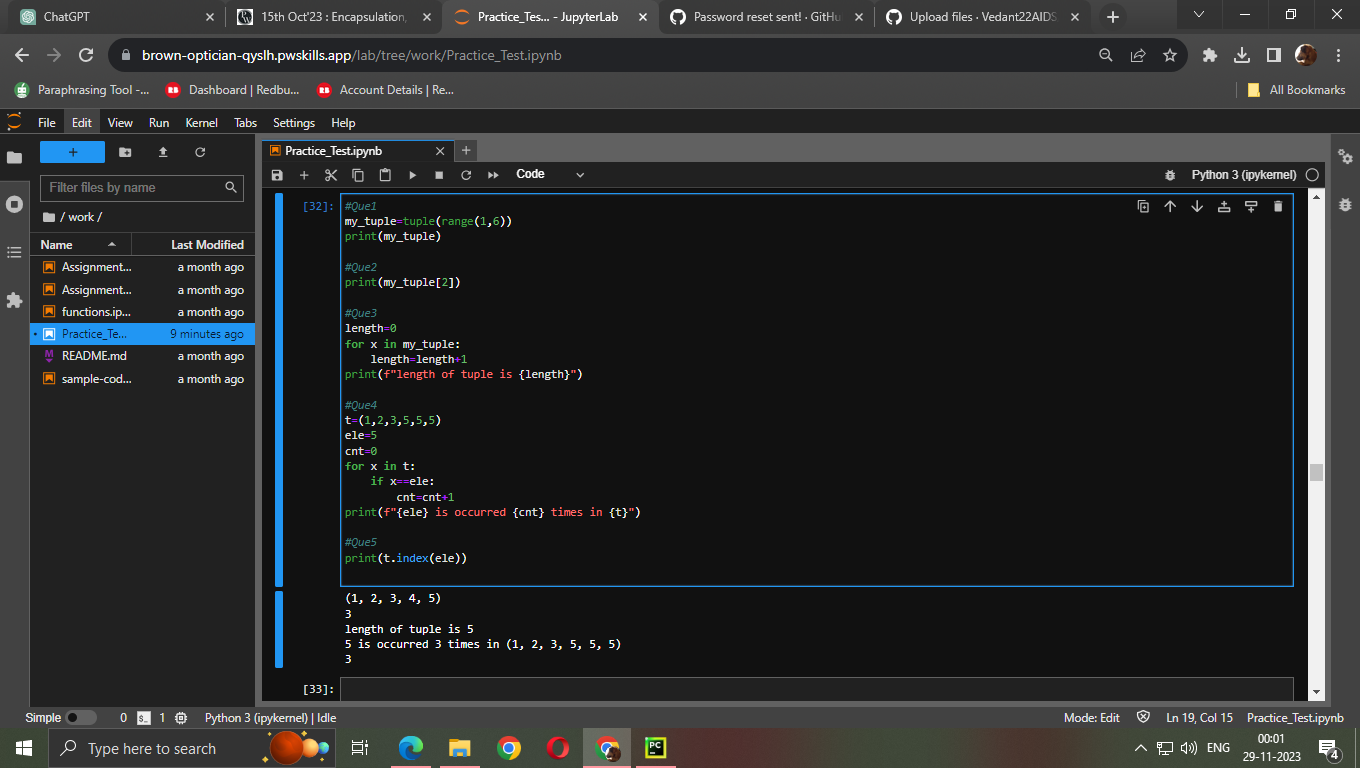 ChatGPT
15th Oct'23 : Encapsulation,
Practice_Tes... - JupyterLab
Password reset sent! · GitHu
Upload files · Vedant22AIDS
brown-optician-qyslh.pwskills.app/lab/tree/work/Practice_Test.ipynb
Paraphrasing Tool -...
RB
Dashboard | Redbu...
RB
Account Details | Re...
All Bookmarks
File Edit View Run Kernel Tabs Settings Help
Practice_Test.ipynb
Code
Python 3 (ipykernel)
Filter files by name
/ work /
Name
Last Modified
Assignment... a month ago
Assignment... a month ago
functions.ip... a month ago
Practice_Te... 9 minutes ago
README.md a month ago
sample-cod... a month ago
[32]:
#Que1
my_tuple=tuple(range(1,6))
print(my_tuple)
#Que2
print(my_tuple[2])
#Que3
length=0
for x in my_tuple:
length=length+1
print(f"length of tuple is {length}")
#Que4
t=(1,2,3,5,5,5)
ele=5
cnt=0
for x in t:
if x==ele:
cnt=cnt+1
print(f"{ele} is occurred {cnt} times in {t}")
#Que5
print(t.index(ele))
(1, 2, 3, 4, 5)
3
length of tuple is 5
5 is occurred 3 times in (1, 2, 3, 5, 5, 5)
3
[33]:
Simple 0 $_ 1 Python 3 (ipykernel) | Idle
Mode: Edit Ln 19, Col 15 Practice_Test.ipynb
Type here to search
PC
ENG
00:01
29-11-2023
4